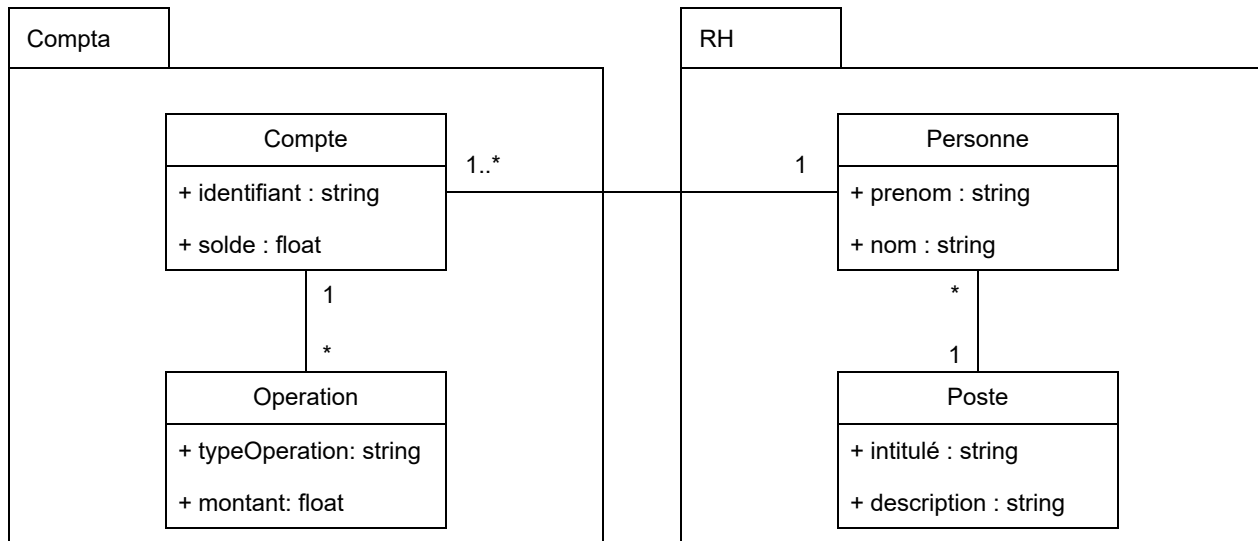 Compta
RH
Compte
+ identifiant : string
+ solde : float
1..*
1
Personne
+ prenom : string
+ nom : string
1
*
*
1
Operation
+ typeOperation: string
+ montant: float
Poste
+ intitulé : string
+ description : string